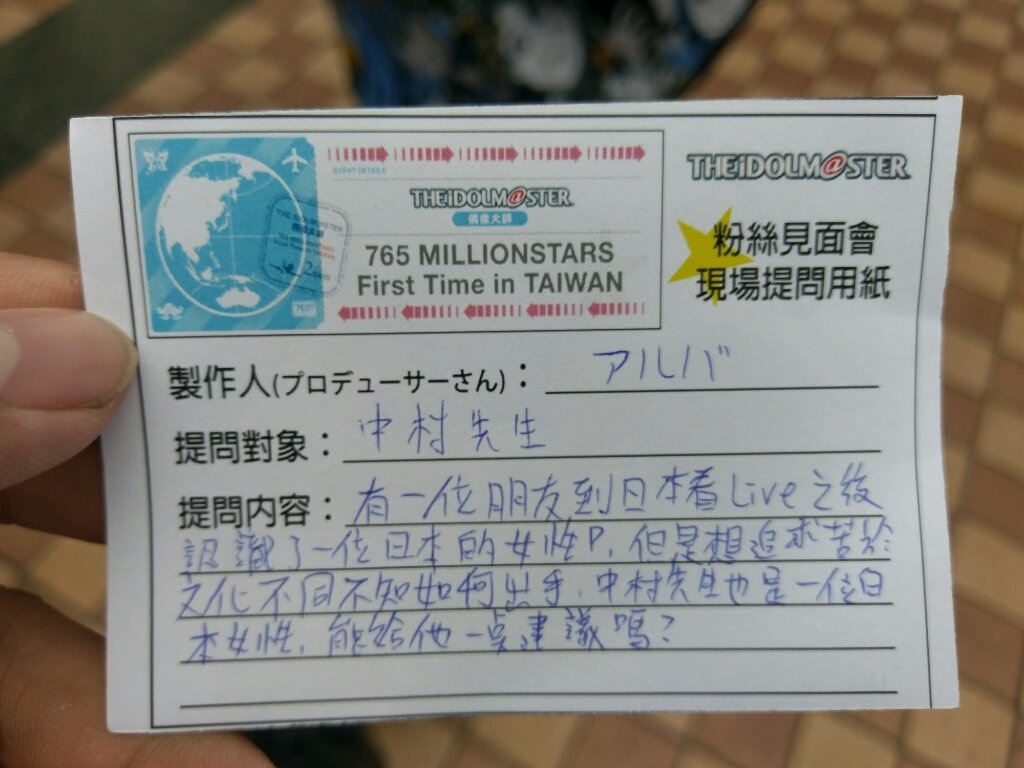 EVENT DETAILS
THE iDOLM@STER
偶像大師
765 MILLIONSTARS
First Time in TAIWAN
THE iDOLM@STER
粉絲見面會
現場提問用紙
製作人(プロデューサーさん)： アルバ
提問對象： 中村先生
提問內容： 有一位朋友到日本看Live之後
認識了一位日本的女性P, 但是想追求苦於
文化不同不知如何出手, 中村先生也是一位日
本女性, 能給他一點建議嗎?